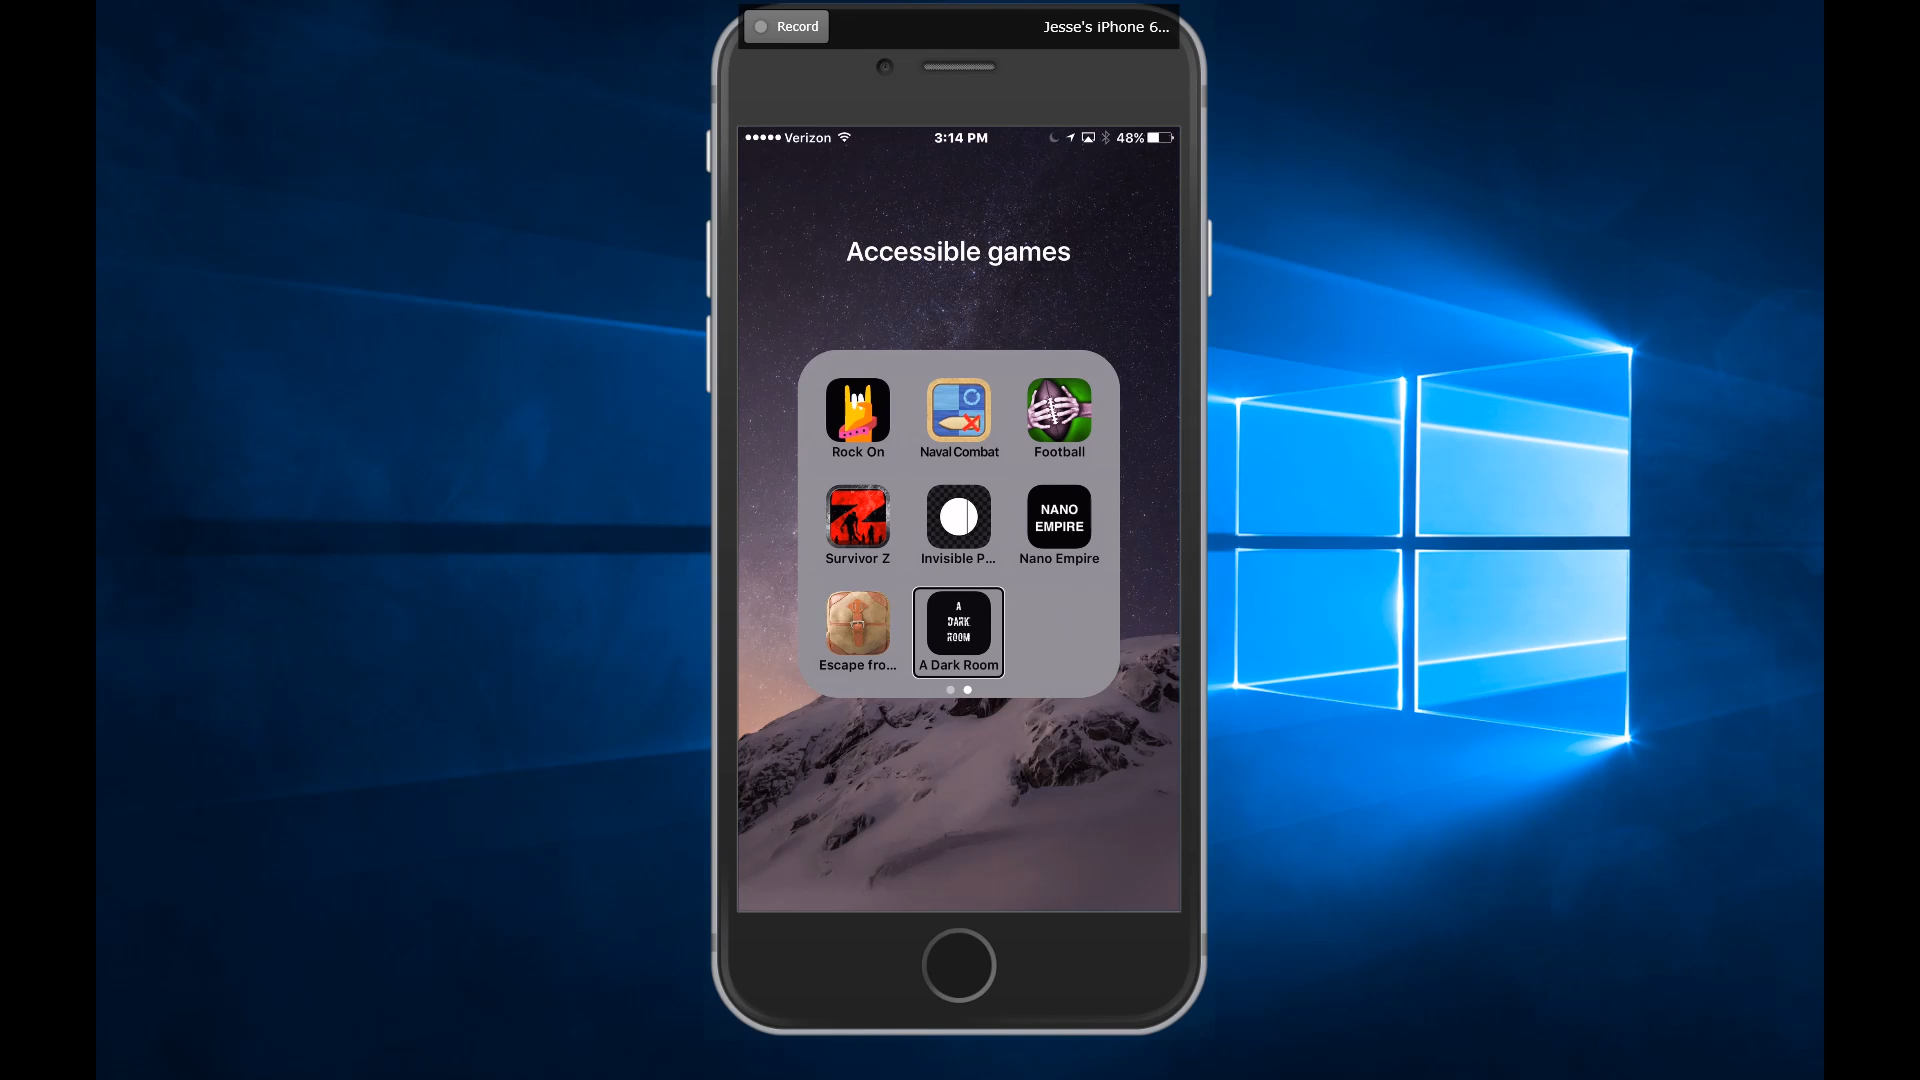 Record
Jesse's iPhone 6...
Verizon
3:14 PM
48%
Accessible games
Rock On
Naval Combat
Football
NANO
EMPIRE
Survivor Z
Invisible P...
Nano Empire
A
DARK
ROOM
Escape fro...
A Dark Room